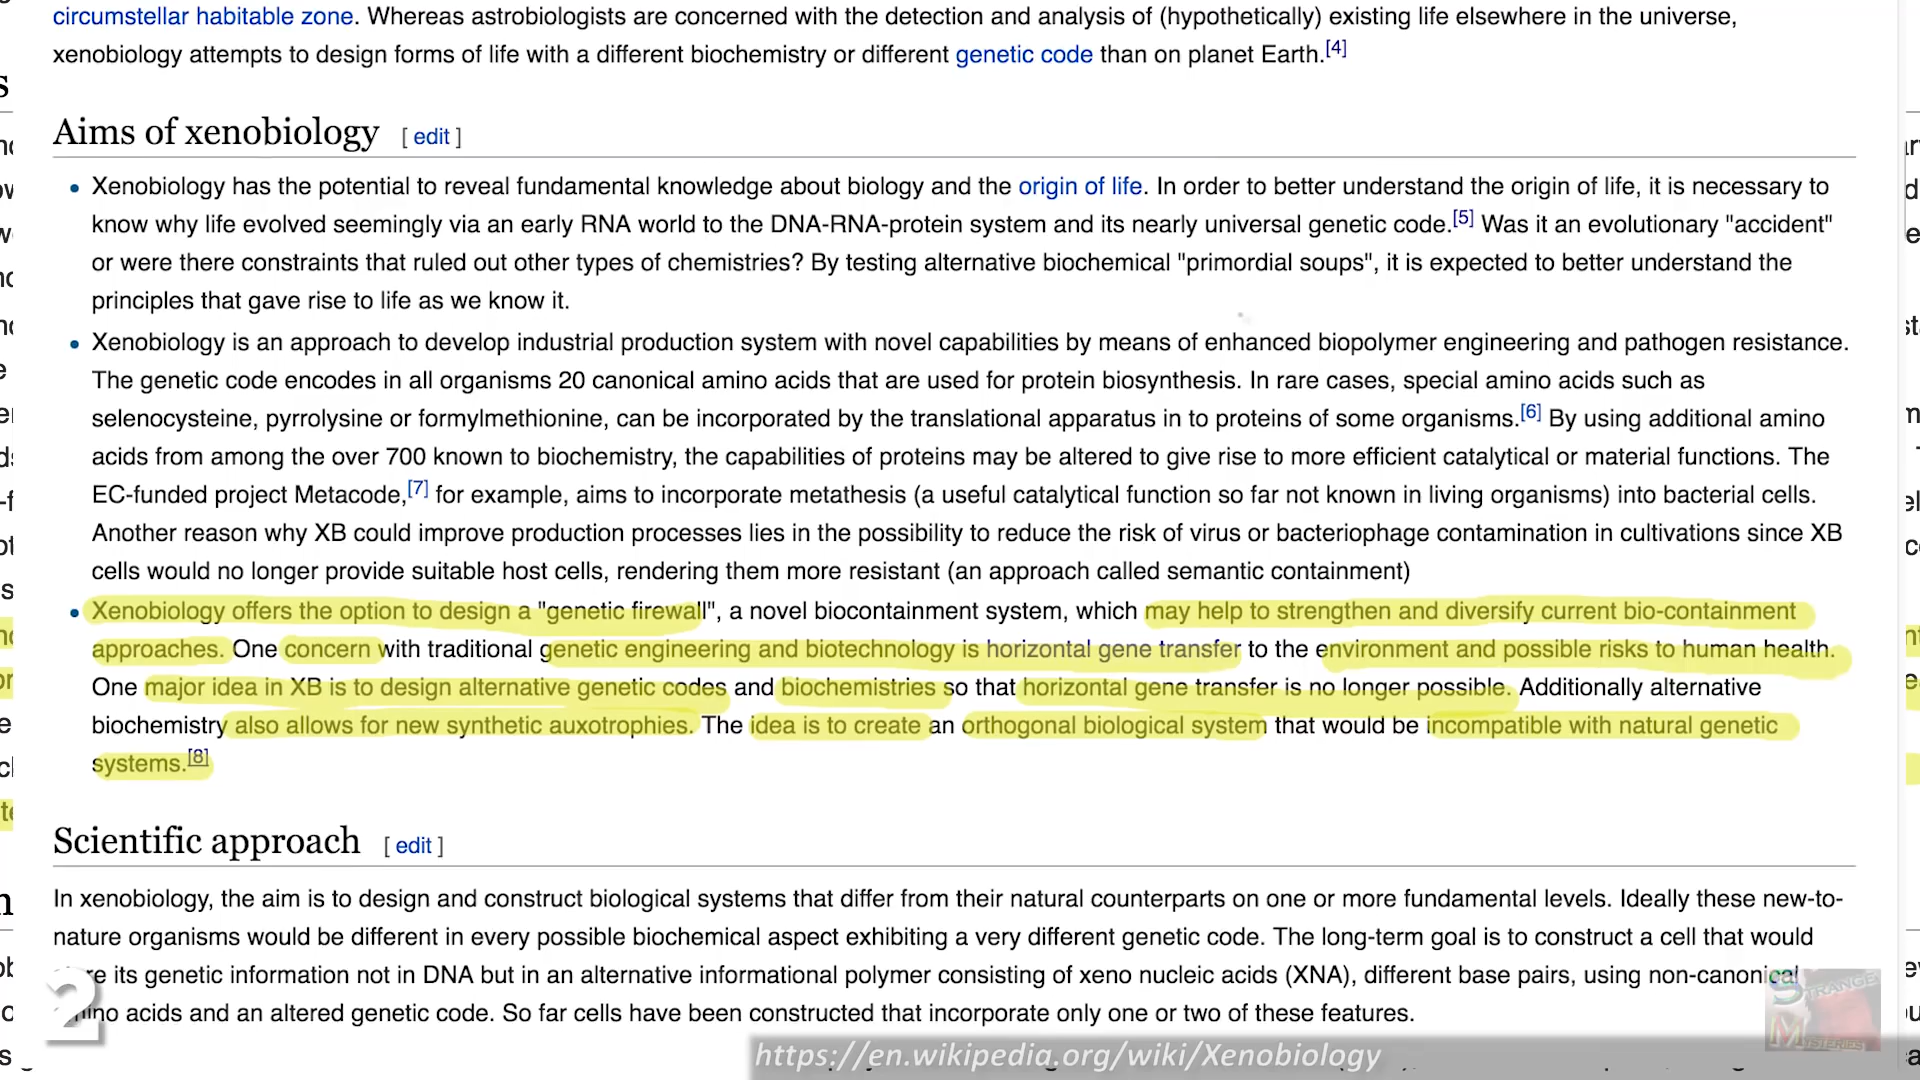 circumstellar habitable zone. Whereas astrobiologists are concerned with the detection and analysis of (hypothetically) existing life elsewhere in the universe,
xenobiology attempts to design forms of life with a different biochemistry or different genetic code than on planet Earth.[4]
Aims of xenobiology [ edit ]
• Xenobiology has the potential to reveal fundamental knowledge about biology and the origin of life. In order to better understand the origin of life, it is necessary to
know why life evolved seemingly via an early RNA world to the DNA-RNA-protein system and its nearly universal genetic code.[5] Was it an evolutionary "accident"
or were there constraints that ruled out other types of chemistries? By testing alternative biochemical "primordial soups", it is expected to better understand the
principles that gave rise to life as we know it.
• Xenobiology is an approach to develop industrial production system with novel capabilities by means of enhanced biopolymer engineering and pathogen resistance.
The genetic code encodes in all organisms 20 canonical amino acids that are used for protein biosynthesis. In rare cases, special amino acids such as
selenocysteine, pyrrolysine or formylmethionine, can be incorporated by the translational apparatus in to proteins of some organisms.[6] By using additional amino
acids from among the over 700 known to biochemistry, the capabilities of proteins may be altered to give rise to more efficient catalytical or material functions. The
EC-funded project Metacode,[7] for example, aims to incorporate metathesis (a useful catalytical function so far not known in living organisms) into bacterial cells.
Another reason why XB could improve production processes lies in the possibility to reduce the risk of virus or bacteriophage contamination in cultivations since XB
cells would no longer provide suitable host cells, rendering them more resistant (an approach called semantic containment)
• Xenobiology offers the option to design a "genetic firewall", a novel biocontainment system, which may help to strengthen and diversify current bio-containment
approaches. One concern with traditional genetic engineering and biotechnology is horizontal gene transfer to the environment and possible risks to human health.
One major idea in XB is to design alternative genetic codes and biochemistries so that horizontal gene transfer is no longer possible. Additionally alternative
biochemistry also allows for new synthetic auxotrophies. The idea is to create an orthogonal biological system that would be incompatible with natural genetic
systems.[8]
Scientific approach [ edit ]
In xenobiology, the aim is to design and construct biological systems that differ from their natural counterparts on one or more fundamental levels. Ideally these new-to-
nature organisms would be different in every possible biochemical aspect exhibiting a very different genetic code. The long-term goal is to construct a cell that would
its genetic information not in DNA but in an alternative informational polymer consisting of xeno nucleic acids (XNA), different base pairs, using non-canonical
acids and an altered genetic code. So far cells have been constructed that incorporate only one or two of these features.
2
STRANGE
MYSTERIES
https://en.wikipedia.org/wiki/Xenobiology